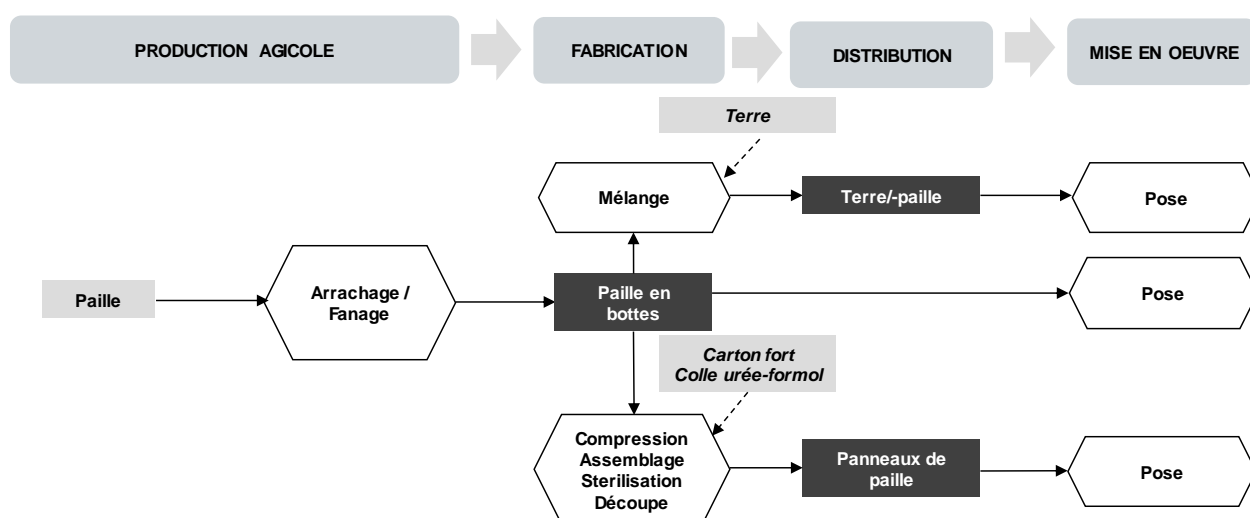 PRODUCTION AGICOLE
FABRICATION
DISTRIBUTION
MISE EN OEUVRE
Terre
Mélange
Terre/-paille
Pose
Paille
Arrachage /
Fanage
Paille en
bottes
Pose
Carton fort
Colle urée-formol
Compression
Assemblage
Sterilisation
Découpe
Panneaux de
paille
Pose